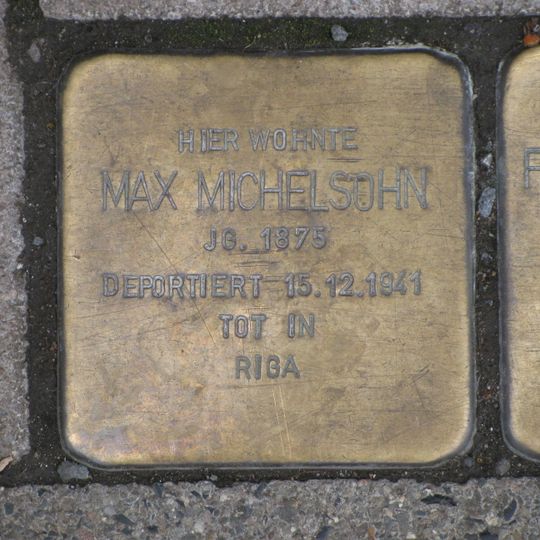 HIER WOHNTE
MAX MICHELSOHN
JG. 1875
DEPORTIERT 15.12.1941
TOT IN
RIGA